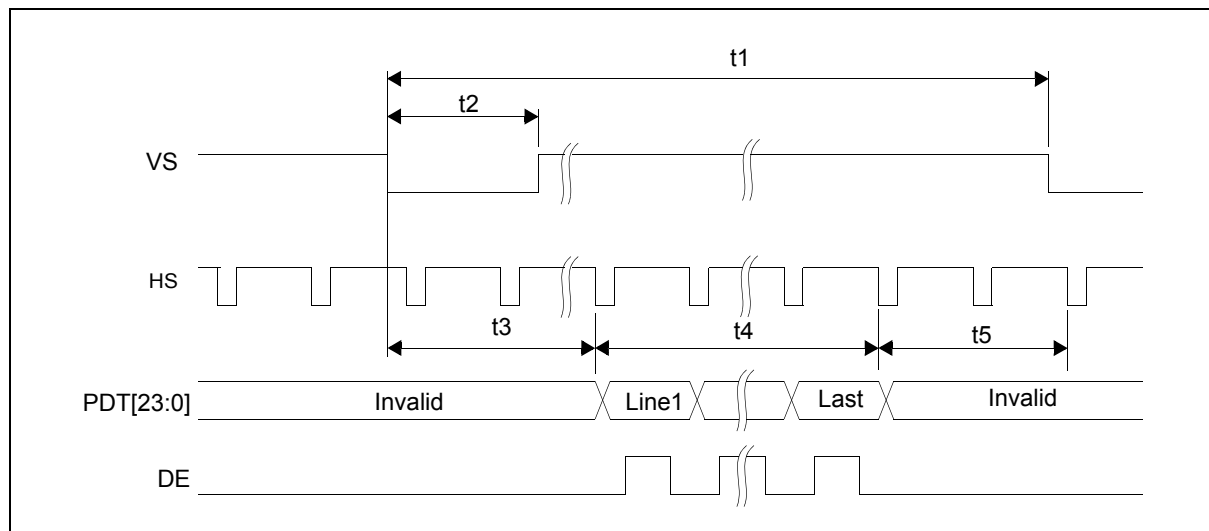 t1
t2
VS
HS
t3
t4
t5
PDT[23:0]
Invalid
Line1
Last
Invalid
DE